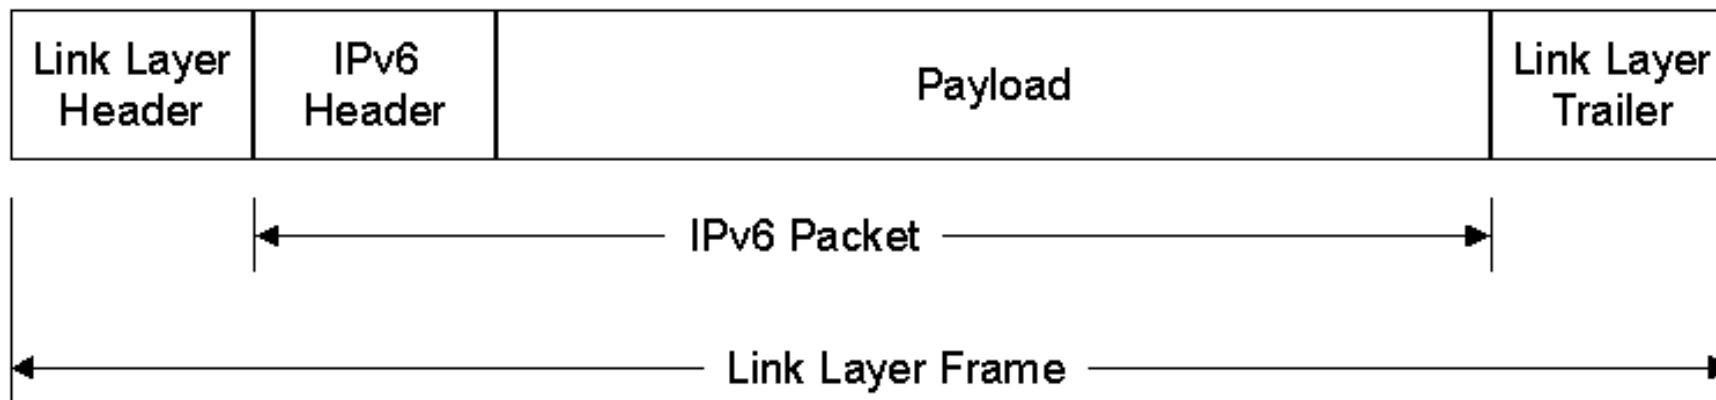 Link Layer
Header
IPv6
Header
Payload
Link Layer
Trailer
IPv6 Packet
Link Layer Frame